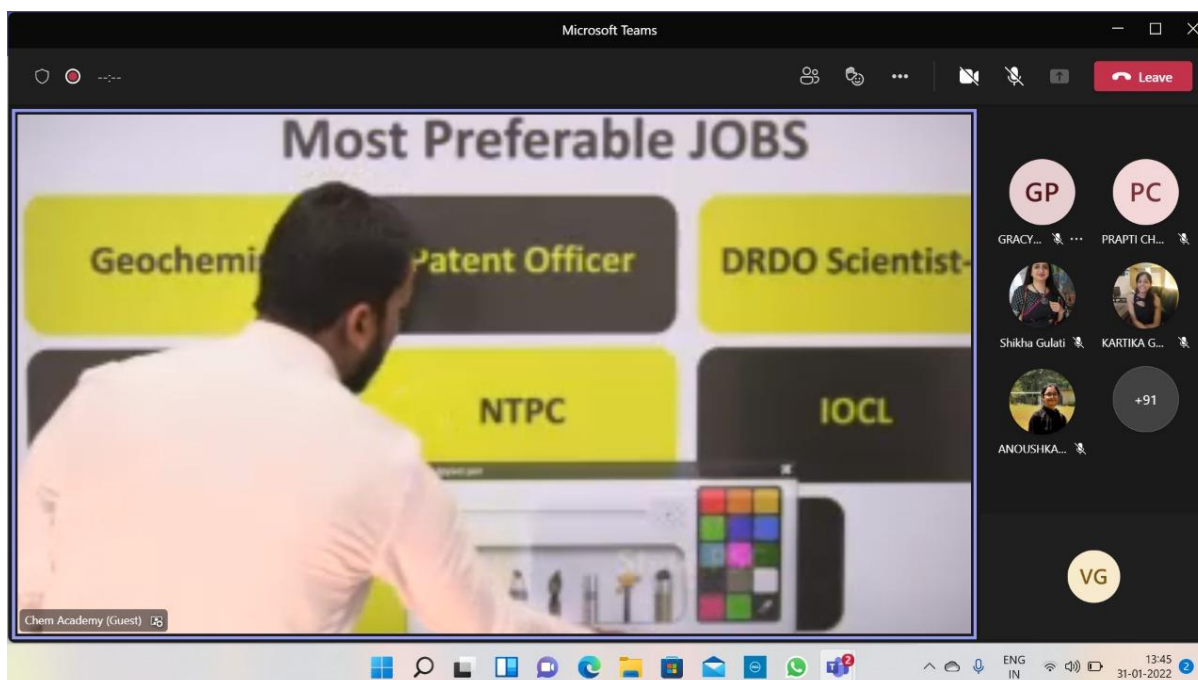 Microsoft Teams
--:--
Leave
Most Preferable JOBS
Geochemi
Patent Officer
DRDO Scientist-
NTPC
IOCL
Chem Academy (Guest)
GP
PC
GRACY...
PRAPTI CH...
Shikha Gulati
KARTIKA G...
+91
ANOUSHKA...
VG
2
ENG
IN
13:45
31-01-2022
2